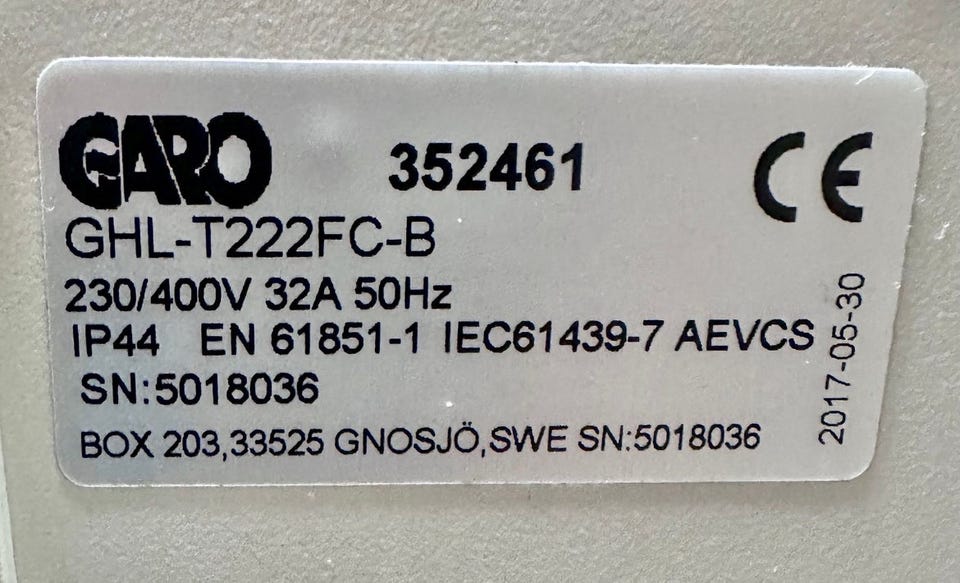 GARO 352461 CE
GHL-T222FC-B
230/400V 32A 50Hz
IP44 EN 61851-1 IEC61439-7 AEVCS
SN:5018036
BOX 203,33525 GNOSJÖ,SWE SN:5018036
2017-05-30